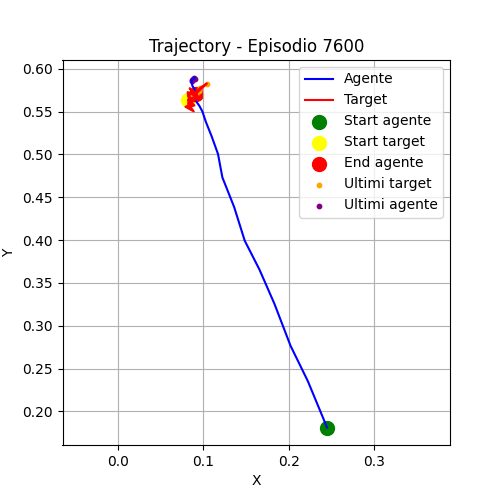 Trajectory - Episodio 7600
Agente
Target
Start agente
Start target
End agente
Ultimi target
Ultimi agente
0.60
0.55
0.50
0.45
0.40
0.35
0.30
0.25
0.20
Y
0.0
0.1
0.2
0.3
X